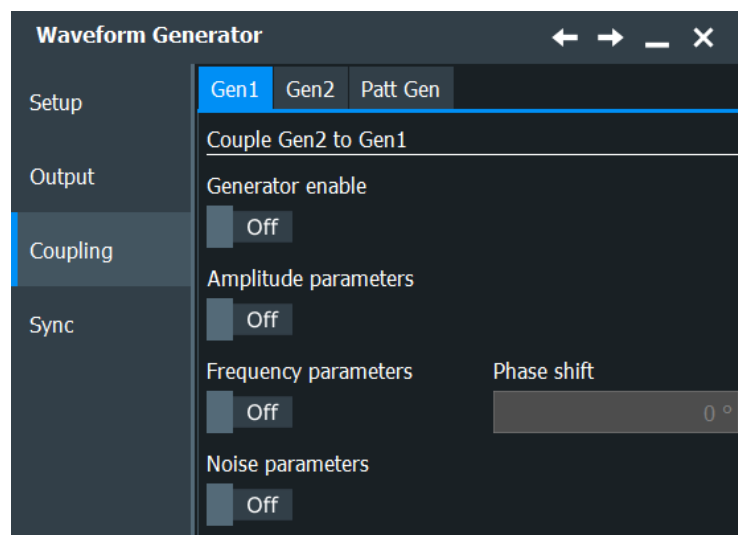 Waveform Generator
Setup
Output
Coupling
Sync
Gen1 Gen2 Patt Gen
Couple Gen2 to Gen1
Generator enable
Off
Amplitude parameters
Off
Frequency parameters Phase shift
Off 0 °
Noise parameters
Off